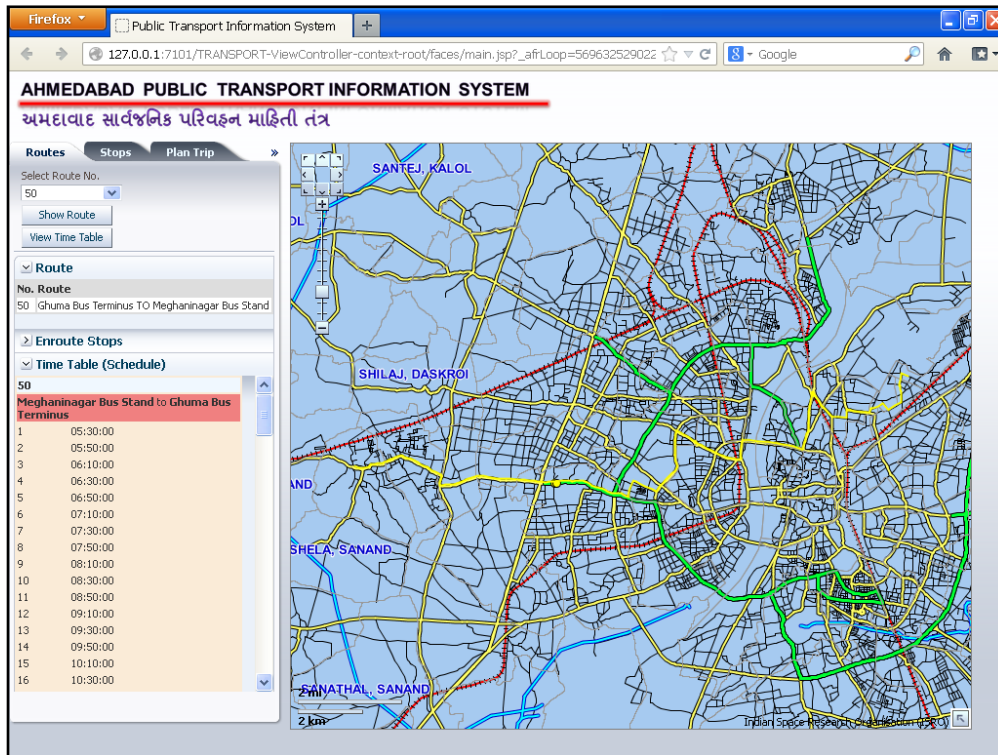 Firefox
Public Transport Information System
127.0.0.1:7101/TRANSPORT-ViewController-context-root/faces/main.jsp?_afrLoop=569632529022
Google
AHMEDABAD PUBLIC TRANSPORT INFORMATION SYSTEM
અમદાવાદ સાર્વજનિક પરિવહન માહિતી તંત્ર
Routes Stops Plan Trip »
Select Route No.
50
Show Route
View Time Table
Route
No. Route
50 Ghuma Bus Terminus TO Meghaninagar Bus Stand
Enroute Stops
Time Table (Schedule)
50
Meghaninagar Bus Stand to Ghuma Bus
Terminus
1 05:30:00
2 05:50:00
3 06:10:00
4 06:30:00
5 06:50:00
6 07:10:00
7 07:30:00
8 07:50:00
9 08:10:00
10 08:30:00
11 08:50:00
12 09:10:00
13 09:30:00
14 09:50:00
15 10:10:00
16 10:30:00
SANTEJ, KALOL
OL
SHILAJ, DASKROI
AND
SHELA, SANAND
SANATHAL, SANAND
2 mi
2 km
Indian Space Research Organisation (ISRO)